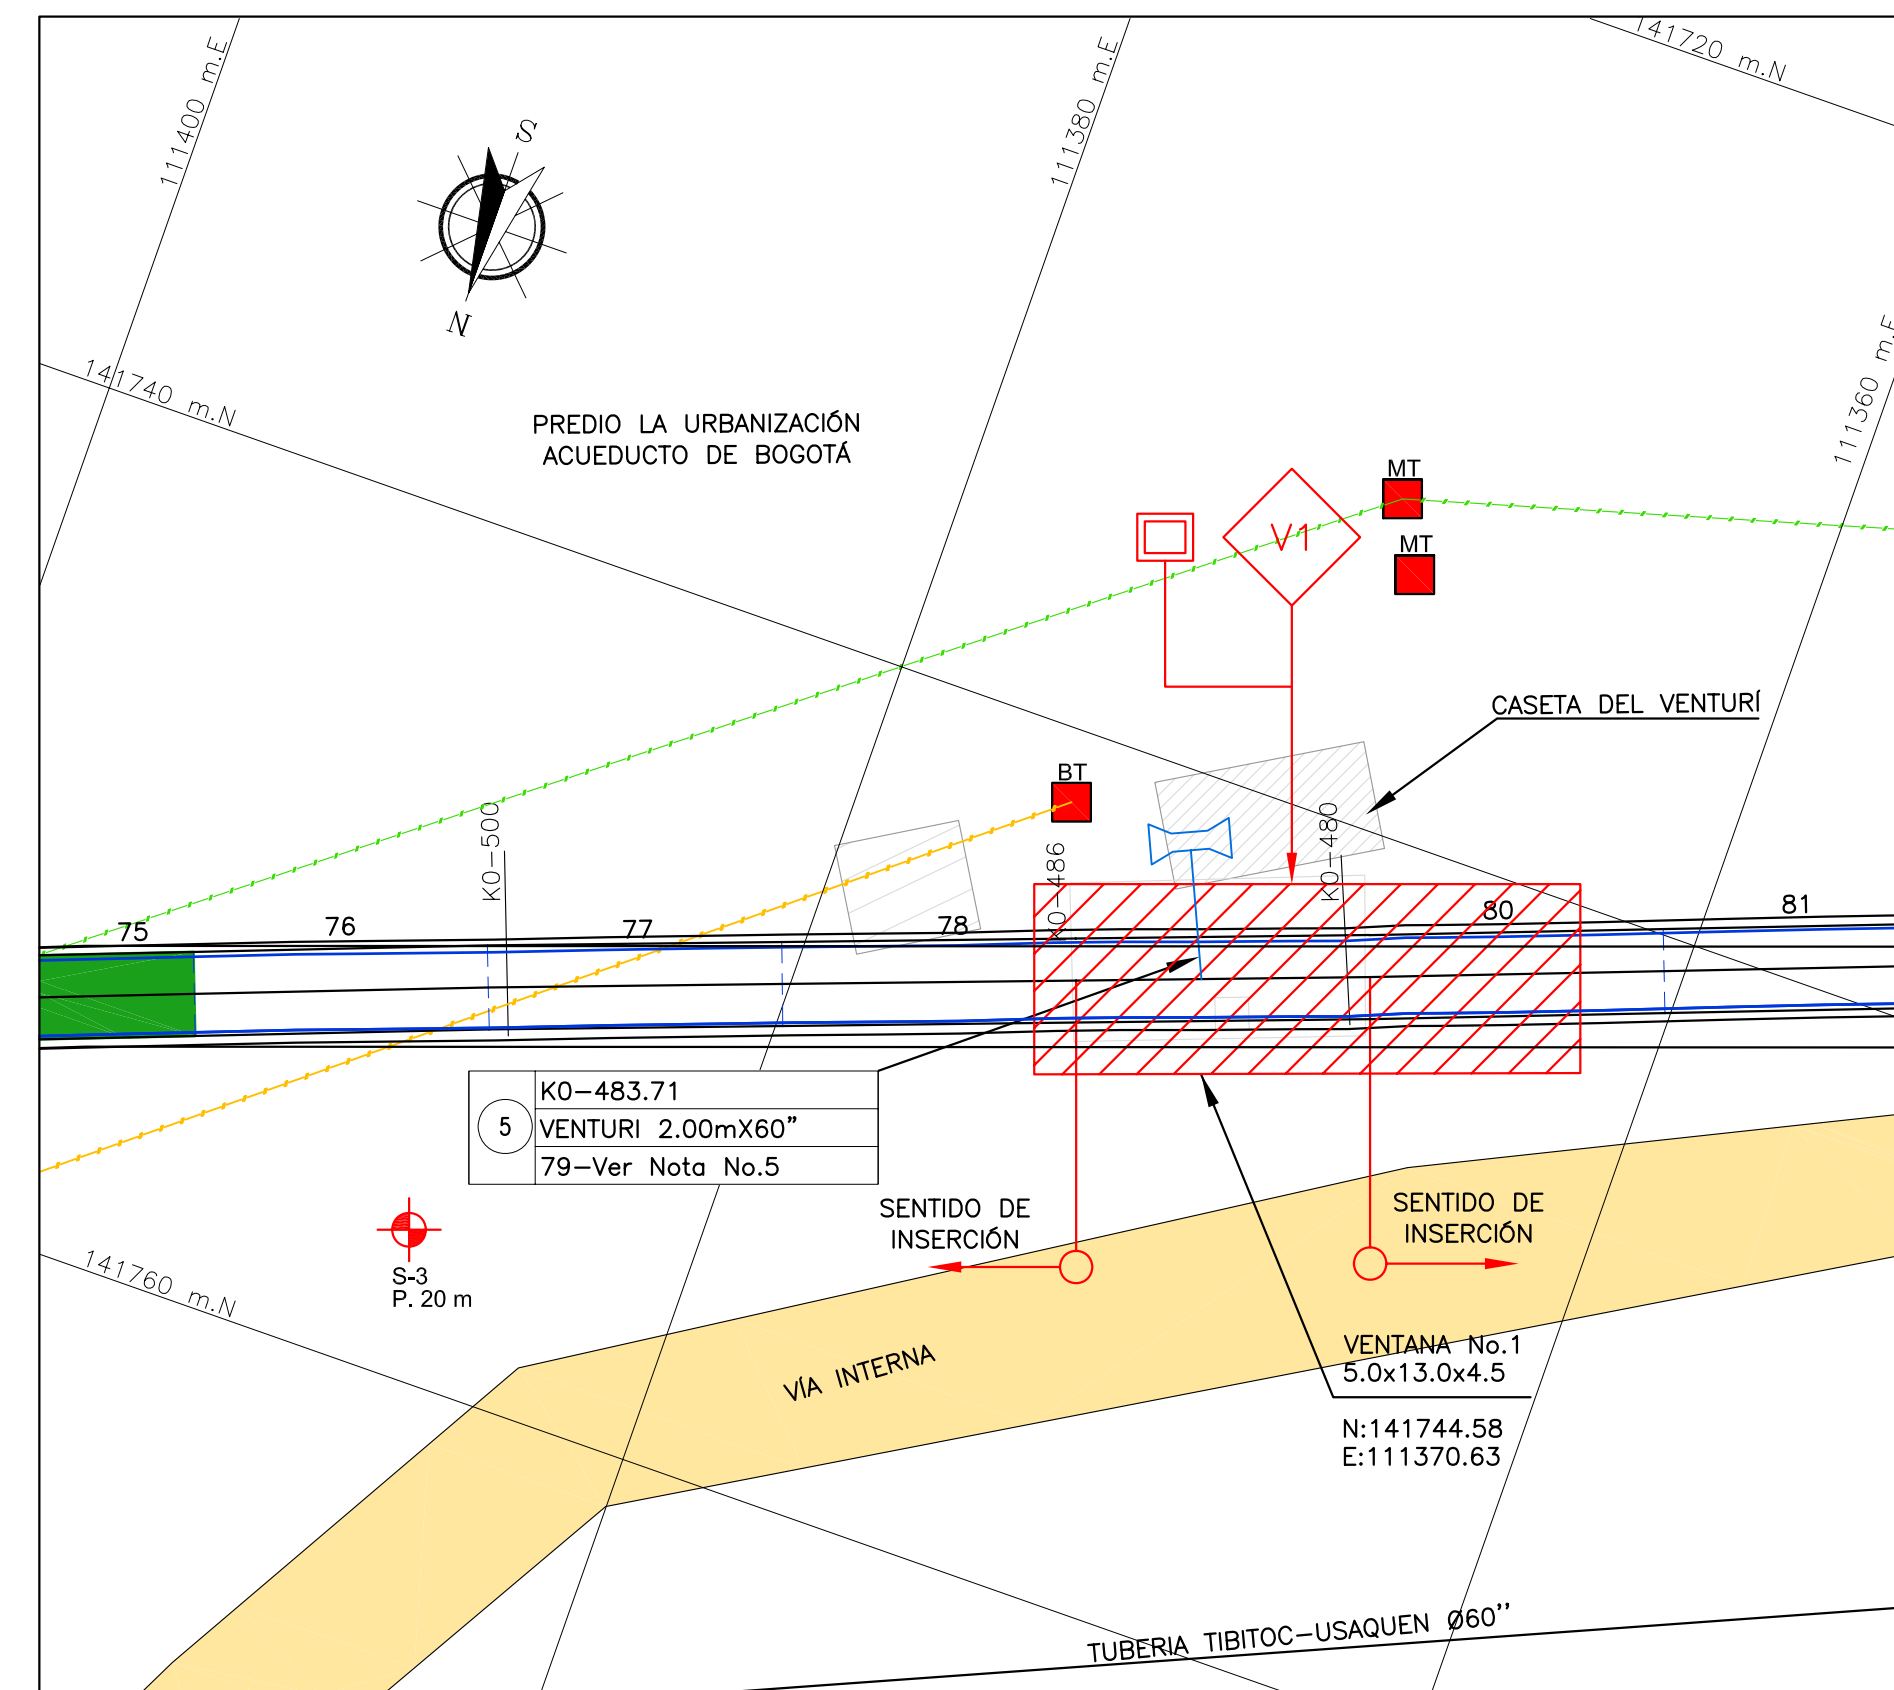 111400 m.E
111380 m.E
141720 m.N
S
N
111360 m.E
141740 m.N
PREDIO LA URBANIZACIÓN
ACUEDUCTO DE BOGOTÁ
MT
V1
MT
CASETA DEL VENTURÍ
BT
K0-500
K0-486
K0-480
75
76
77
78
80
81
5
K0-483.71
VENTURI 2.00mX60”
79-Ver Nota No.5
SENTIDO DE
INSERCIÓN
SENTIDO DE
INSERCIÓN
S-3
P. 20 m
141760 m.N
VÍA INTERNA
VENTANA No.1
5.0x13.0x4.5
N:141744.58
E:111370.63
TUBERIA TIBITOC-USAQUEN Ø60’’